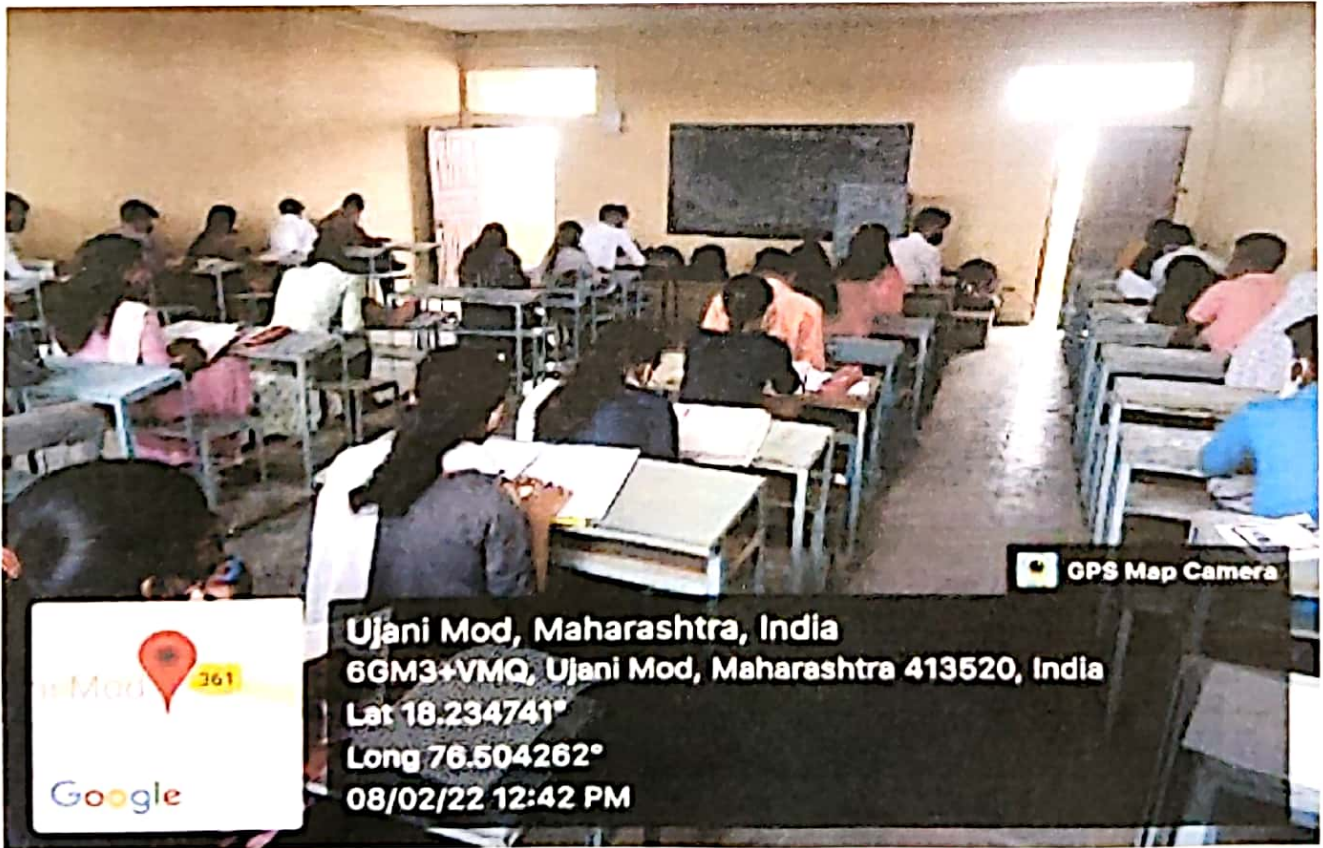 GPS Map Camera
Ujani Mod, Maharashtra, India
6GM3+VMQ, Ujani Mod, Maharashtra 413520, India
Lat 18.234741°
Long 76.504262°
08/02/22 12:42 PM
361
Google